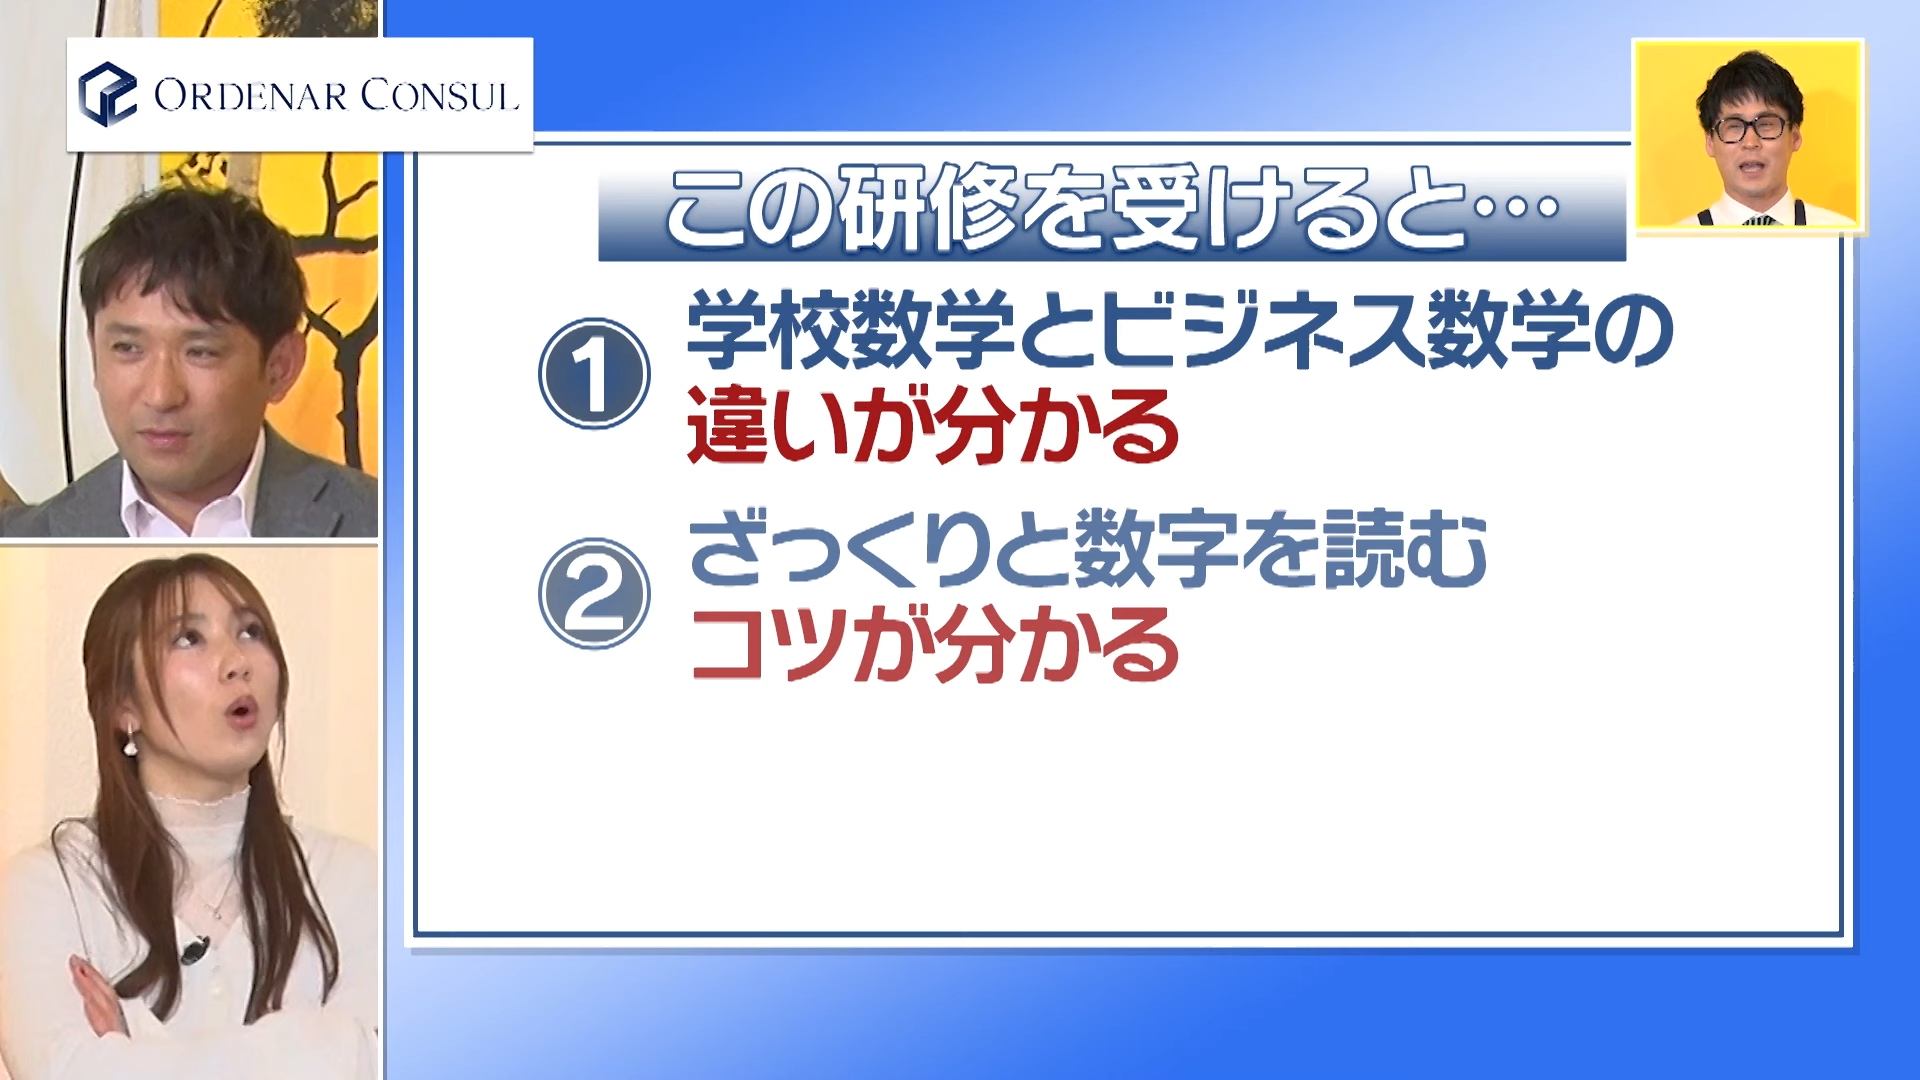 ORDENAR CONSUL
この研修を受けると…
① 学校数学とビジネス数学の
違いが分かる
② ざっくりと数字を読む
コツが分かる